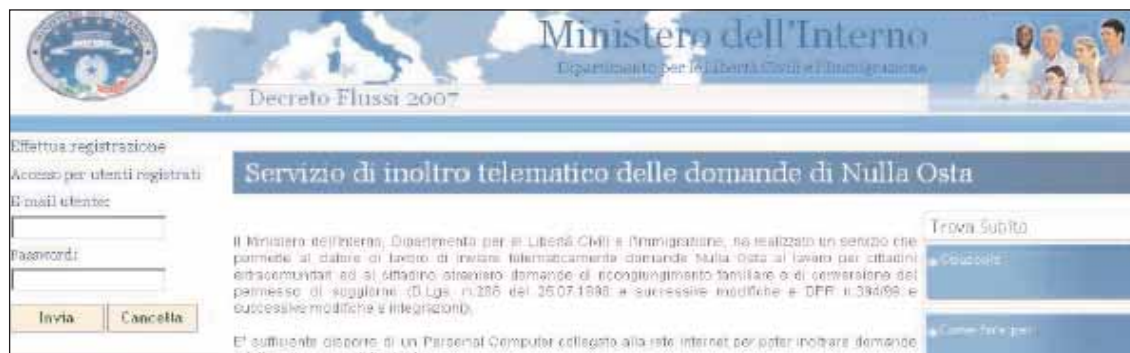 Ministero dell'Interno
Dipartimento per le Libertà Civili e l'Immigrazione
Decreto Flussi 2007
Effettua registrazione
Accesso per utenti registrati
E-mail utente:
Password:
Invia Cancella
Servizio di inoltro telematico delle domande di Nulla Osta
Il Ministero dell'Interno, Dipartimento per le Libertà Civili e l'Immigrazione, ha realizzato un servizio che
permette al datore di lavoro di inviare telematicamente domande Nulla Osta al lavoro per cittadini
extracomunitari ed al cittadino straniero domande di ricongiungimento familiare e di conversione del
permesso di soggiorno (D.Lgs. n.286 del 25.07.1998 e successive modifiche e DPR n.394/99 e
successive modifiche e integrazioni).
E' sufficiente disporre di un Personal Computer collegato alla rete internet per poter inoltrare domande
Trova Subito
Come fare per: